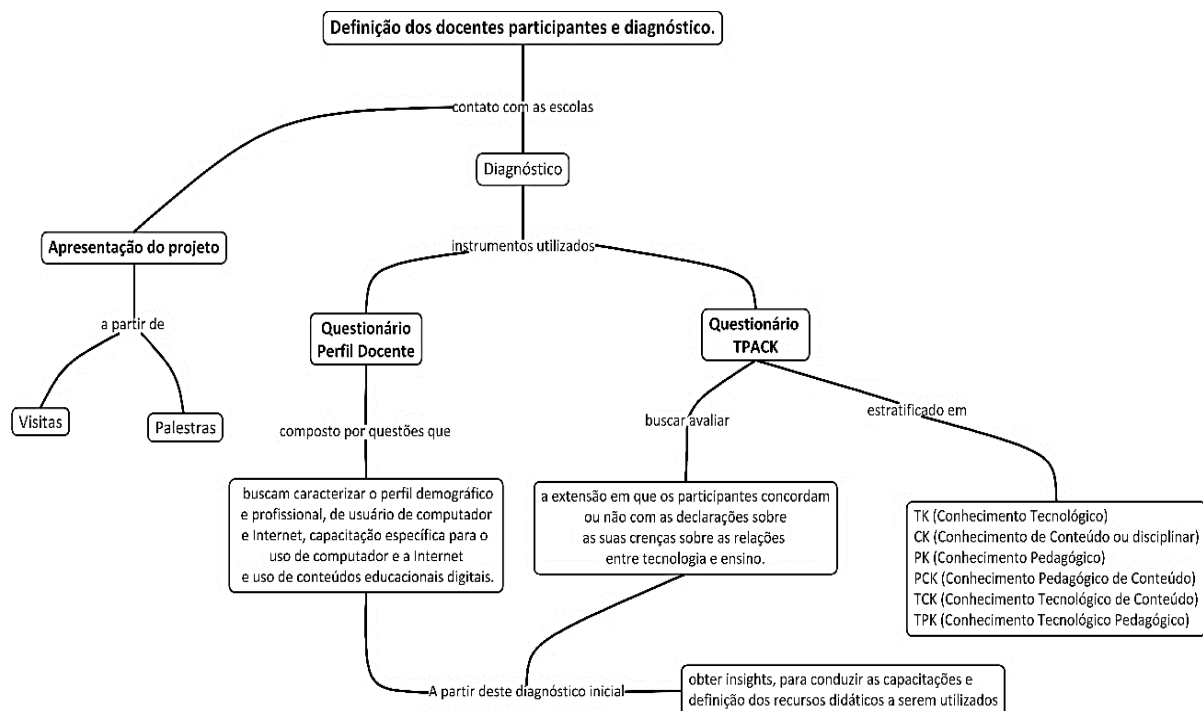 Definição dos docentes participantes e diagnóstico.
contato com as escolas
Diagnóstico
Apresentação do projeto
instrumentos utilizados
a partir de
Visitas
Palestras
Questionário
Perfil Docente
Questionário
TPACK
composto por questões que
buscar avaliar
estratificado em
buscam caracterizar o perfil demográfico
e profissional, de usuário de computador
e Internet, capacitação específica para o
uso de computador e a Internet
e uso de conteúdos educacionais digitais.
a extensão em que os participantes concordam
ou não com as declarações sobre
as suas crenças sobre as relações
entre tecnologia e ensino.
TK (Conhecimento Tecnológico)
CK (Conhecimento de Conteúdo ou disciplinar)
PK (Conhecimento Pedagógico)
PCK (Conhecimento Pedagógico de Conteúdo)
TCK (Conhecimento Tecnológico de Conteúdo)
TPK (Conhecimento Tecnológico Pedagógico)
A partir deste diagnóstico inicial
obter insights, para conduzir as capacitações e
definição dos recursos didáticos a serem utilizados